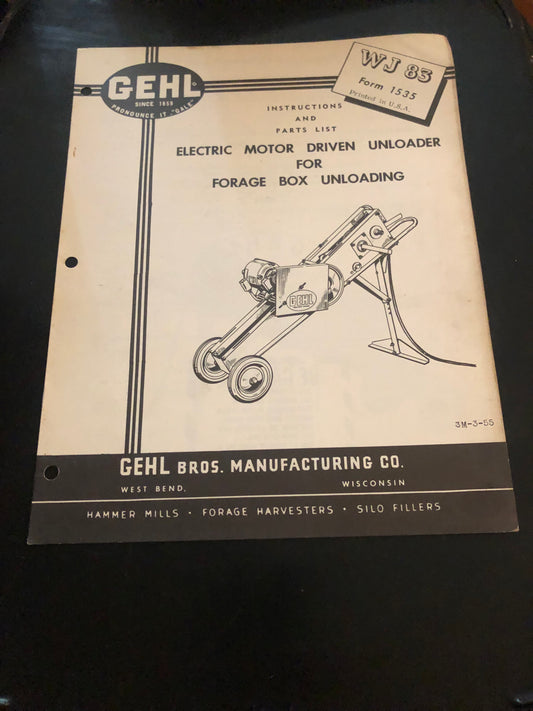 GEHL
SINCE 1859
PRONOUNCE IT "GALE"
WJ 83
Form 1535
Printed in U.S.A.
INSTRUCTIONS
AND
PARTS LIST
ELECTRIC MOTOR DRIVEN UNLOADER
FOR
FORAGE BOX UNLOADING
GEHL
3M-3-55
GEHL BROS. MANUFACTURING CO.
WEST BEND, WISCONSIN
HAMMER MILLS • FORAGE HARVESTERS • SILO FILLERS